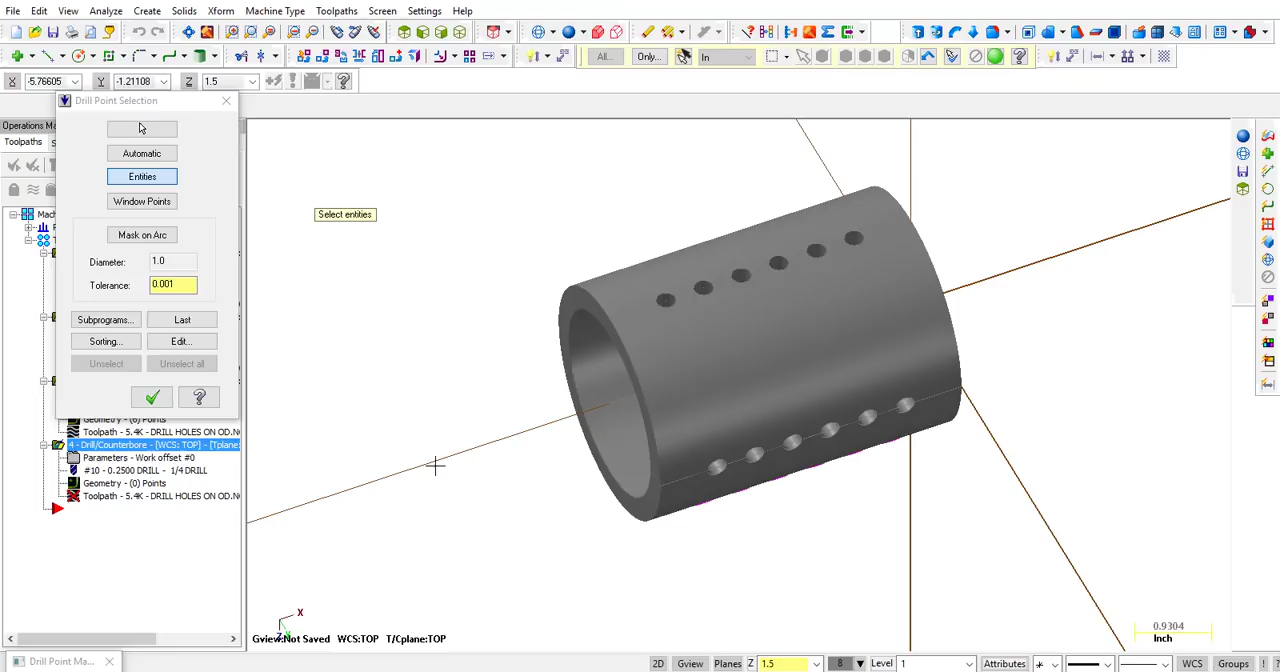 File Edit View Analyze Create Solids Xform Machine Type Toolpaths Screen Settings Help
All... Only... In
X -5.76605 Y -1.21108 Z 1.5
Drill Point Selection
Operations Ma
Toolpaths
Automatic
Entities
Window Points
Mask on Arc
Diameter: 1.0
Tolerance: 0.001
Subprograms... Last
Sorting... Edit...
Unselect Unselect all
Mach
Select entities
Geometry - (6) Points
Toolpath - 5.4K - DRILL HOLES ON OD.N
4 - Drill/Counterbore - [WCS: TOP] - [Tplane:
Parameters - Work offset #0
#10 - 0.2500 DRILL - 1/4 DRILL
Geometry - (0) Points
Toolpath - 5.4K - DRILL HOLES ON OD.N
X
Gview:Not Saved WCS:TOP T/Cplane:TOP
0.9304
Inch
Drill Point Ma...
2D Gview Planes Z 1.5 8 Level 1 Attributes WCS Groups ! ?